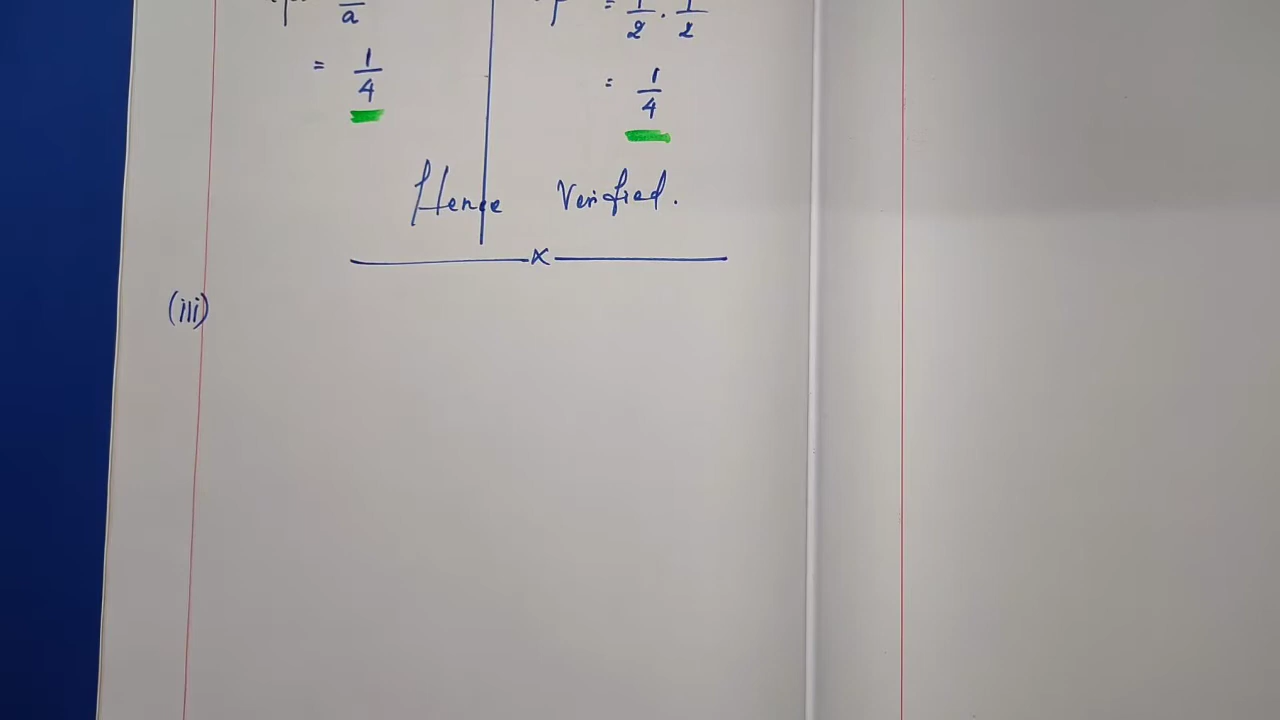 a = 1/2 . 1/2
= 1/4 = 1/4
Hence Verified.
x
(iii)